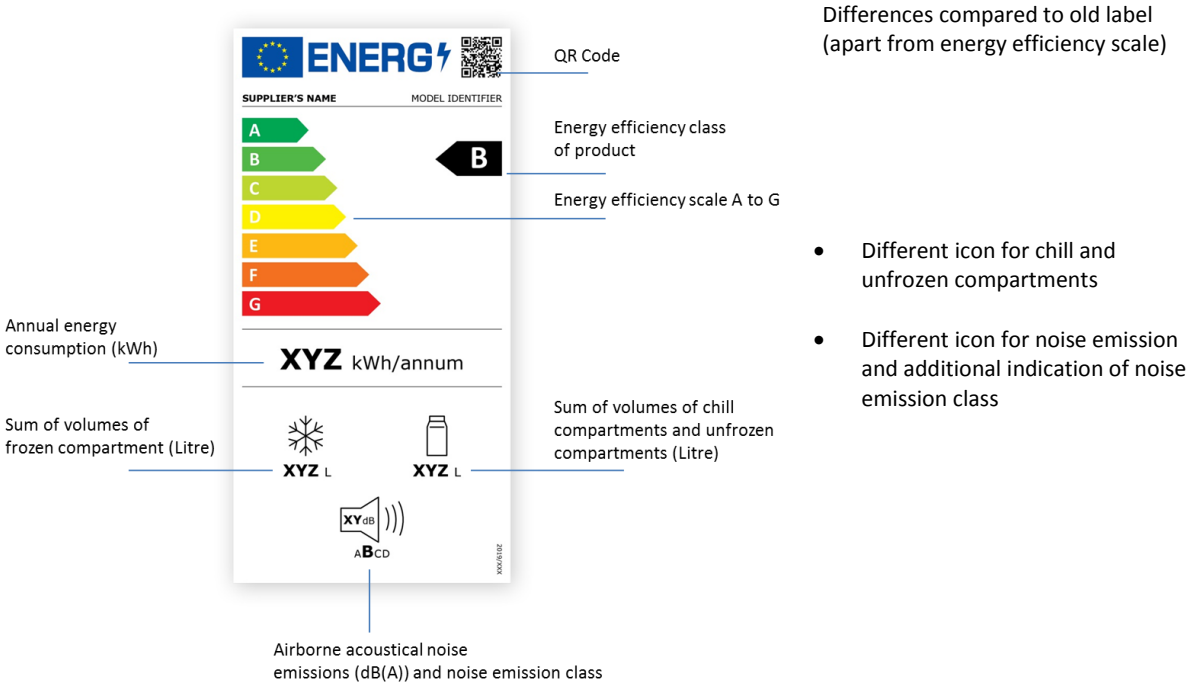 Differences compared to old label
(apart from energy efficiency scale)
ENERG
QR Code
SUPPLIER'S NAME MODEL IDENTIFIER
A
B
C
D
E
F
G
B
Energy efficiency class
of product
Energy efficiency scale A to G
• Different icon for chill and
unfrozen compartments
• Different icon for noise emission
and additional indication of noise
emission class
Annual energy
consumption (kWh)
XYZ kWh/annum
Sum of volumes of
frozen compartment (Litre)
XYZ L
XYZ L
Sum of volumes of chill
compartments and unfrozen
compartments (Litre)
XYdB
ABCD
2019/XXX
Airborne acoustical noise
emissions (dB(A)) and noise emission class